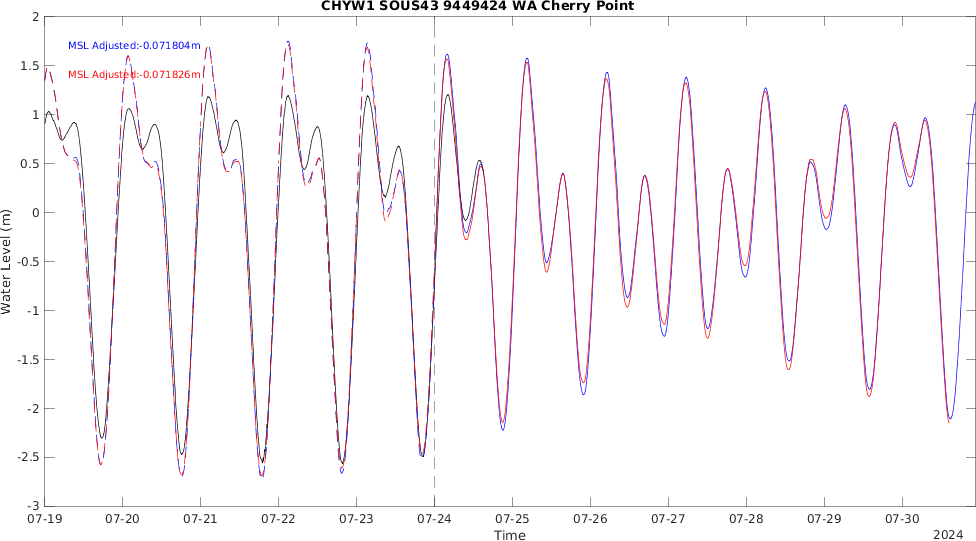 CHYW1 SOUS43 9449424 WA Cherry Point
MSL Adjusted:-0.071804m
MSL Adjusted:-0.071826m
Water Level (m)
2
1.5
1
0.5
0
-0.5
-1
-1.5
-2
-2.5
-3
07-19 07-20 07-21 07-22 07-23 07-24 07-25 07-26 07-27 07-28 07-29 07-30
Time
2024